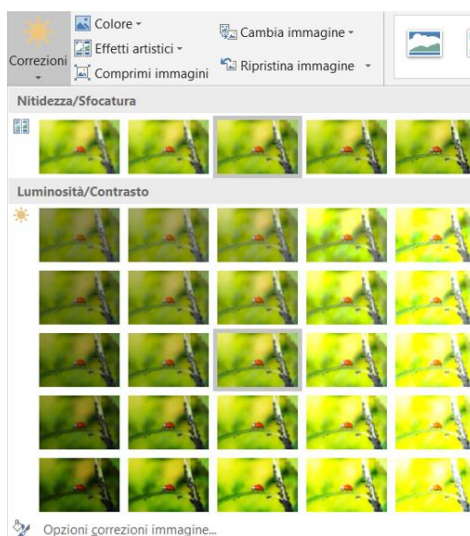 Colore
Cambia immagine
Effetti artistici
Correzioni
Ripristina immagine
Comprimi immagini
Nitidezza/Sfocatura
Luminosità/Contrasto
Opzioni correzioni immagine...